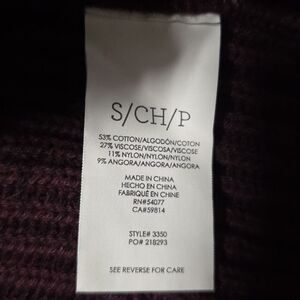 S/CH/P
53% COTTON/ALGODÓN/COTON
27% VISCOSE/VISCOSA/VISCOSE
11% NYLON/NYLON/NYLON
9% ANGORA/ANGORA/ANGORA
MADE IN CHINA
HECHO EN CHINA
FABRIQUÉ EN CHINE
RN#54077
CA#59814
STYLE# 3350
PO# 218293
SEE REVERSE FOR CARE